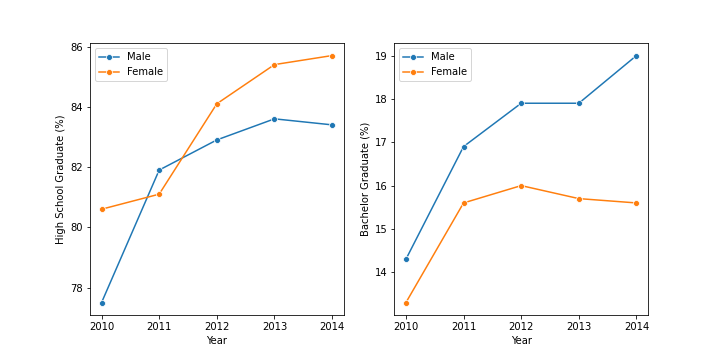 High School Graduate (%)
86
84
82
80
78
Male
Female
2010 2011 2012 2013 2014
Year
Bachelor Graduate (%)
19
18
17
16
15
14
Male
Female
2010 2011 2012 2013 2014
Year